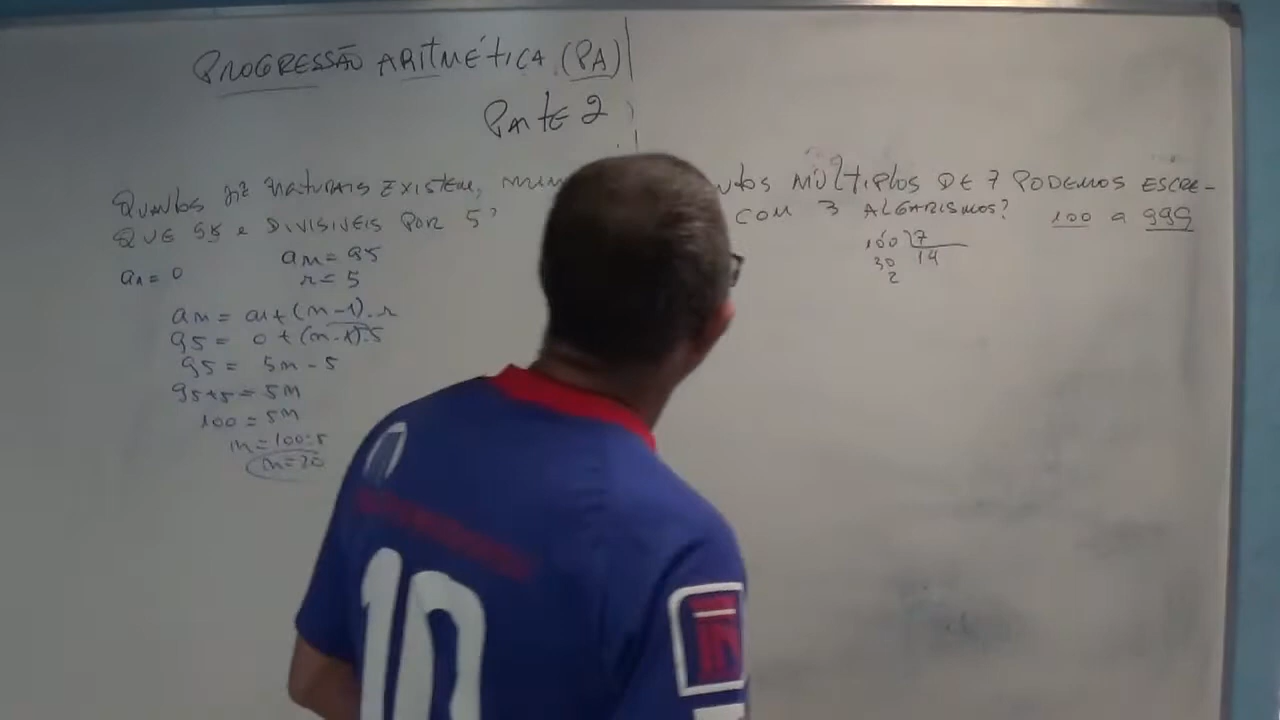 PROGRESSÃO ARITMÉTICA (PA)
PARTE 2
QUANTOS Nº NATURAIS EXISTEM,
QUE 98 E DIVISÍVEIS POR 5?
a1 = 0
an = 95
r = 5
an = a1 + (n-1).r
95 = 0 + (n-1).5
95 = 5n - 5
95+5 = 5n
100 = 5n
n = 100:5
n = 20
MÚLTIPLOS DE 7 PODEMOS ESCRE-
COM 3 ALGARISMOS? 100 a 999
100 7
30 14
2
10
IN